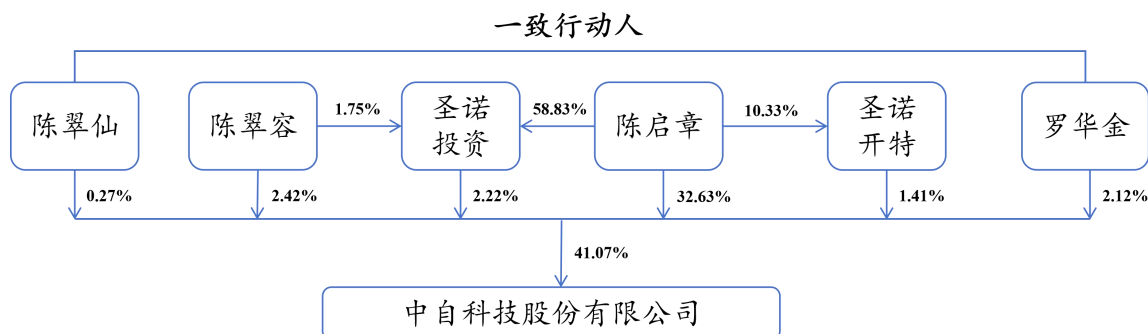 一致行动人
陈翠仙
陈翠容
1.75%
圣诺
投资
58.83%
陈启章
10.33%
圣诺
开特
罗华金
0.27%
2.42%
2.22%
32.63%
1.41%
2.12%
41.07%
中自科技股份有限公司